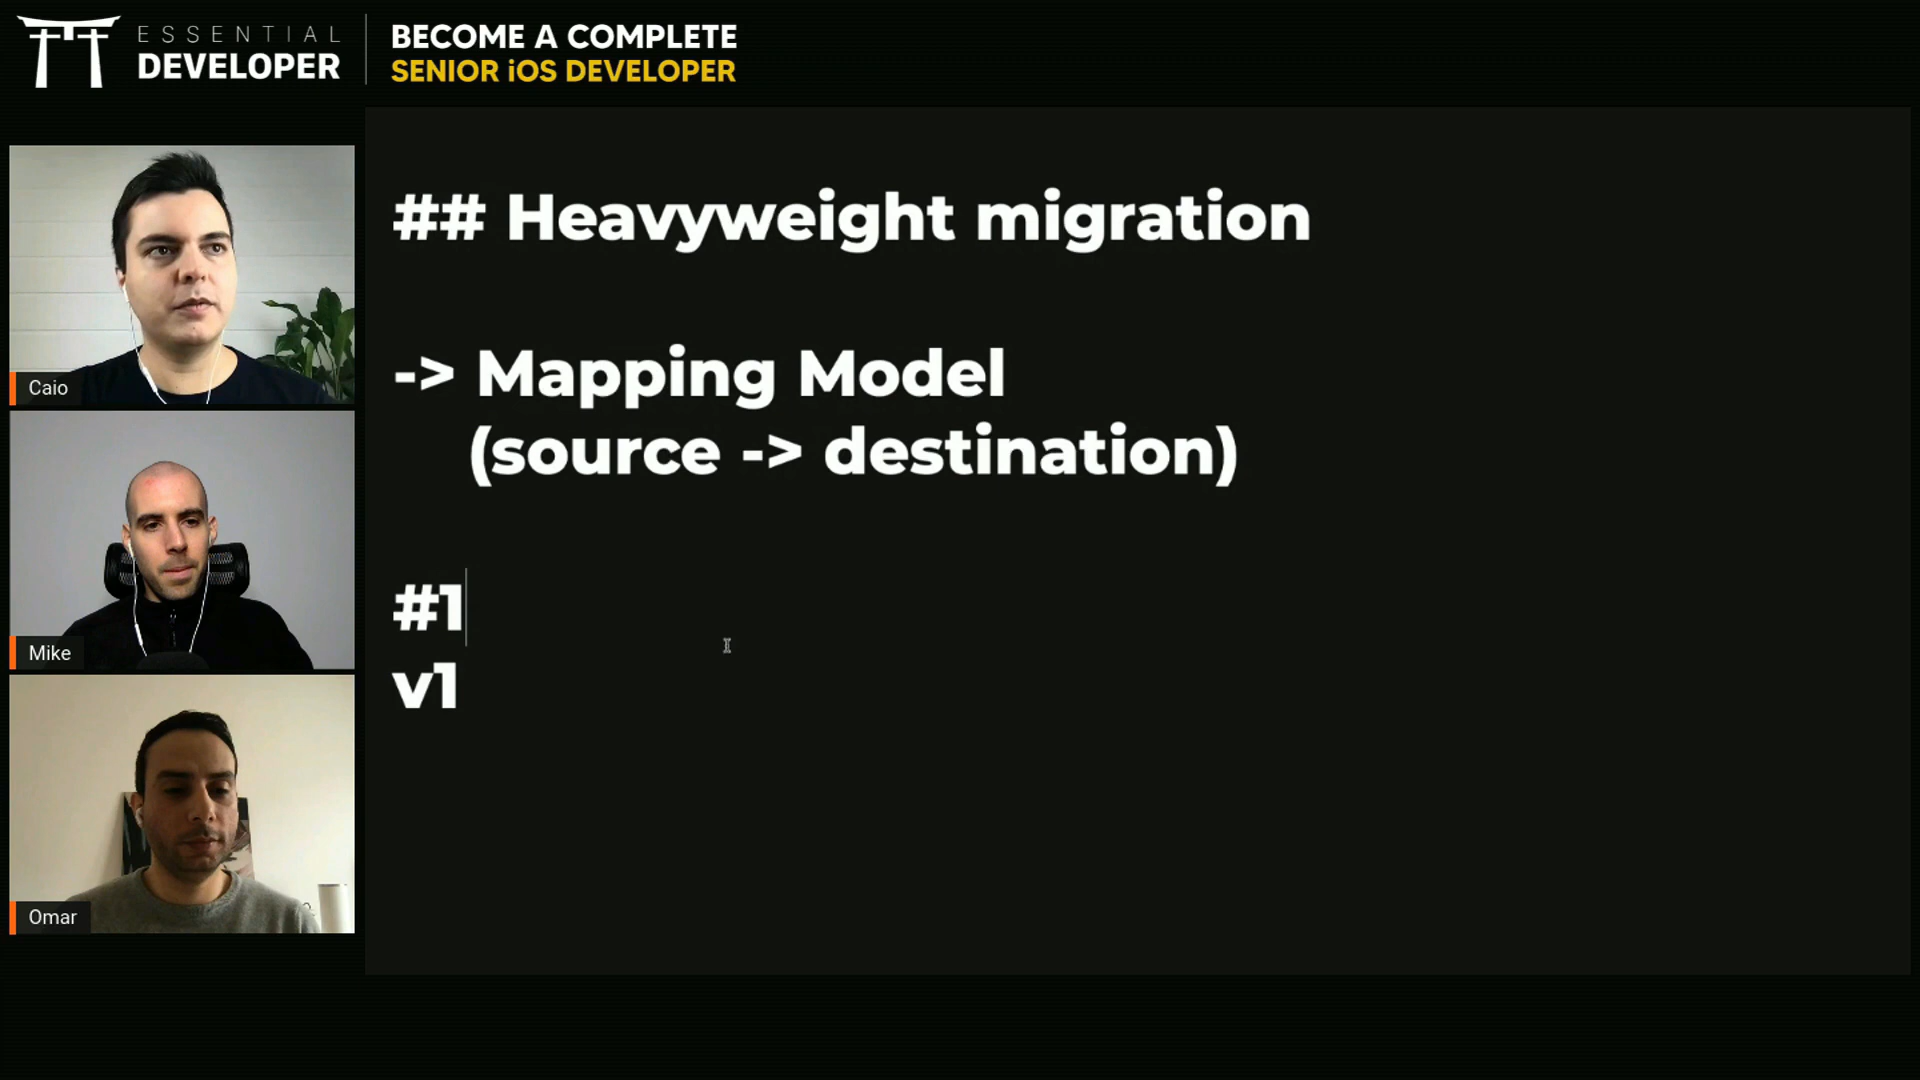 ESSENTIAL
DEVELOPER
BECOME A COMPLETE
SENIOR iOS DEVELOPER
Caio
Mike
Omar
## Heavyweight migration
-> Mapping Model
(source -> destination)
#1
v1